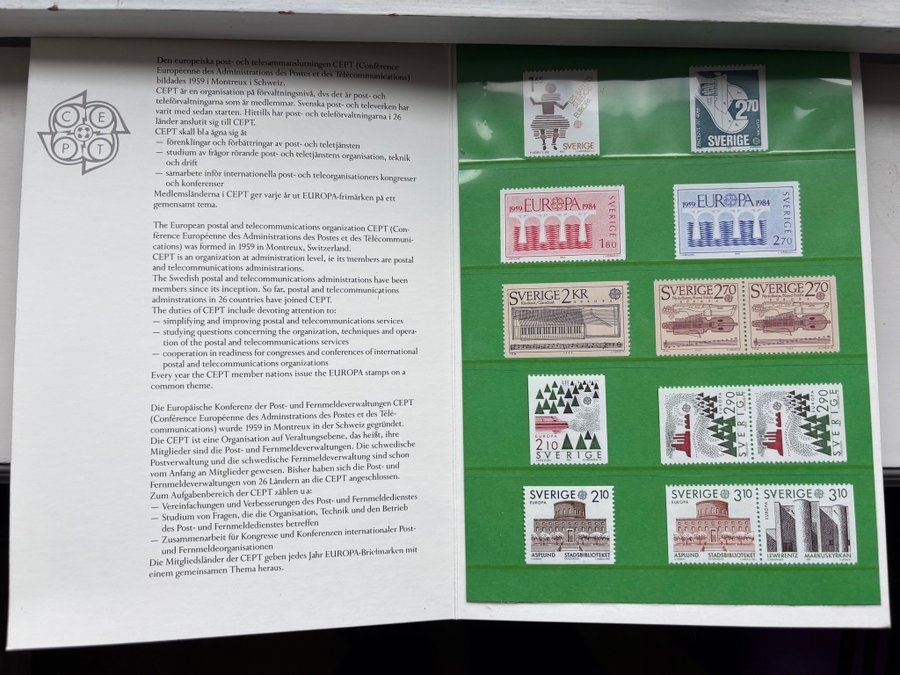 CEPT
Den europeiska post- och telesammanslutningen CEPT (Conférence
Européenne des Administrations des Postes et des Télécommunications)
bildades 1959 i Montreux i Schweiz.
CEPT är en organisation på förvaltningsnivå, dvs det är post- och
teleförvaltningarna som är medlemmar. Svenska post- och televerken har
varit med sedan starten. Hittills har post- och teleförvaltningarna i 26
länder anslutit sig till CEPT.
CEPT skall bl a ägna sig åt
— förenklingar och förbättringar av post- och teletjänsten
— studium av frågor rörande post- och teletjänstens organisation, teknik
och drift
— samarbete inför internationella post- och teleorganisationers kongresser
och konferenser
Medlemsländerna i CEPT ger varje år ut EUROPA-frimärken på ett
gemensamt tema.
The European postal and telecommunications organization CEPT (Con-
férence Européenne des Administrations des Postes et des Télécommuni-
cations) was formed in 1959 in Montreux, Switzerland.
CEPT is an organization at administration level, ie its members are postal
and telecommunications administrations.
The Swedish postal and telecommunications administrations have been
members since its inception. So far, postal and telecommunications
adminstrations in 26 countries have joined CEPT.
The duties of CEPT include devoting attention to:
— simplifying and improving postal and telecommunications services
— studying questions concerning the organization, techniques and opera-
tion of the postal and telecommunications services
— cooperation in readiness for congresses and conferences of international
postal and telecommunications organizations
Every year the CEPT member nations issue the EUROPA stamps on a
common theme.
Die Europäische Konferenz der Post- und Fernmeldeverwaltungen CEPT
(Conférence Européenne des Adminstrations des Postes et des Télé-
communications) wurde 1959 in Montreux in der Schweiz gegründet.
Die CEPT ist eine Organisation auf Veraltungsebene, das heißt, ihre
Mitglieder sind die Post- und Fernmeldeverwaltungen. Die schwedische
Postverwaltung und die schwedische Fernmeldeverwaltung sind schon
vom Anfang an Mitglieder gewesen. Bisher haben sich die Post- und
Fernmeldeverwaltungen von 26 Ländern an die CEPT angeschlossen.
Zum Aufgabenbereich der CEPT zählen u a:
— Vereinfachungen und Verbesserungen des Post- und Fernmeldedienstes
— Studium von Fragen, die die Organisation, Technik und den Betrieb
des Post- und Fernmeldedienstes betreffen
— Zusammenarbeit für Kongresse und Konferenzen internationaler Post-
und Fernmeldeorganisationen
Die Mitgliedsländer der CEPT geben jedes Jahr EUROPA-Briefmarken mit
einem gemeinsamen Thema heraus.
1.65
SVERIGE
2.70
SVERIGE
1959 EUROPA 1984
SVERIGE
1.80
1959 EUROPA 1984
SVERIGE
2.70
SVERIGE 2 KR
EUROPA
SVERIGE 2.70
SVERIGE 2.70
EUROPA
2.10
SVERIGE
SVERIGE 2.90
SVERIGE 2.90
SVERIGE 2.10
EUROPA
ASPLUND STADSBIBLIOTEKET
SVERIGE 3.10
EUROPA
ASPLUND STADSBIBLIOTEKET
SVERIGE 3.10
EUROPA
LEWERENTZ MARKUSKYRKAN